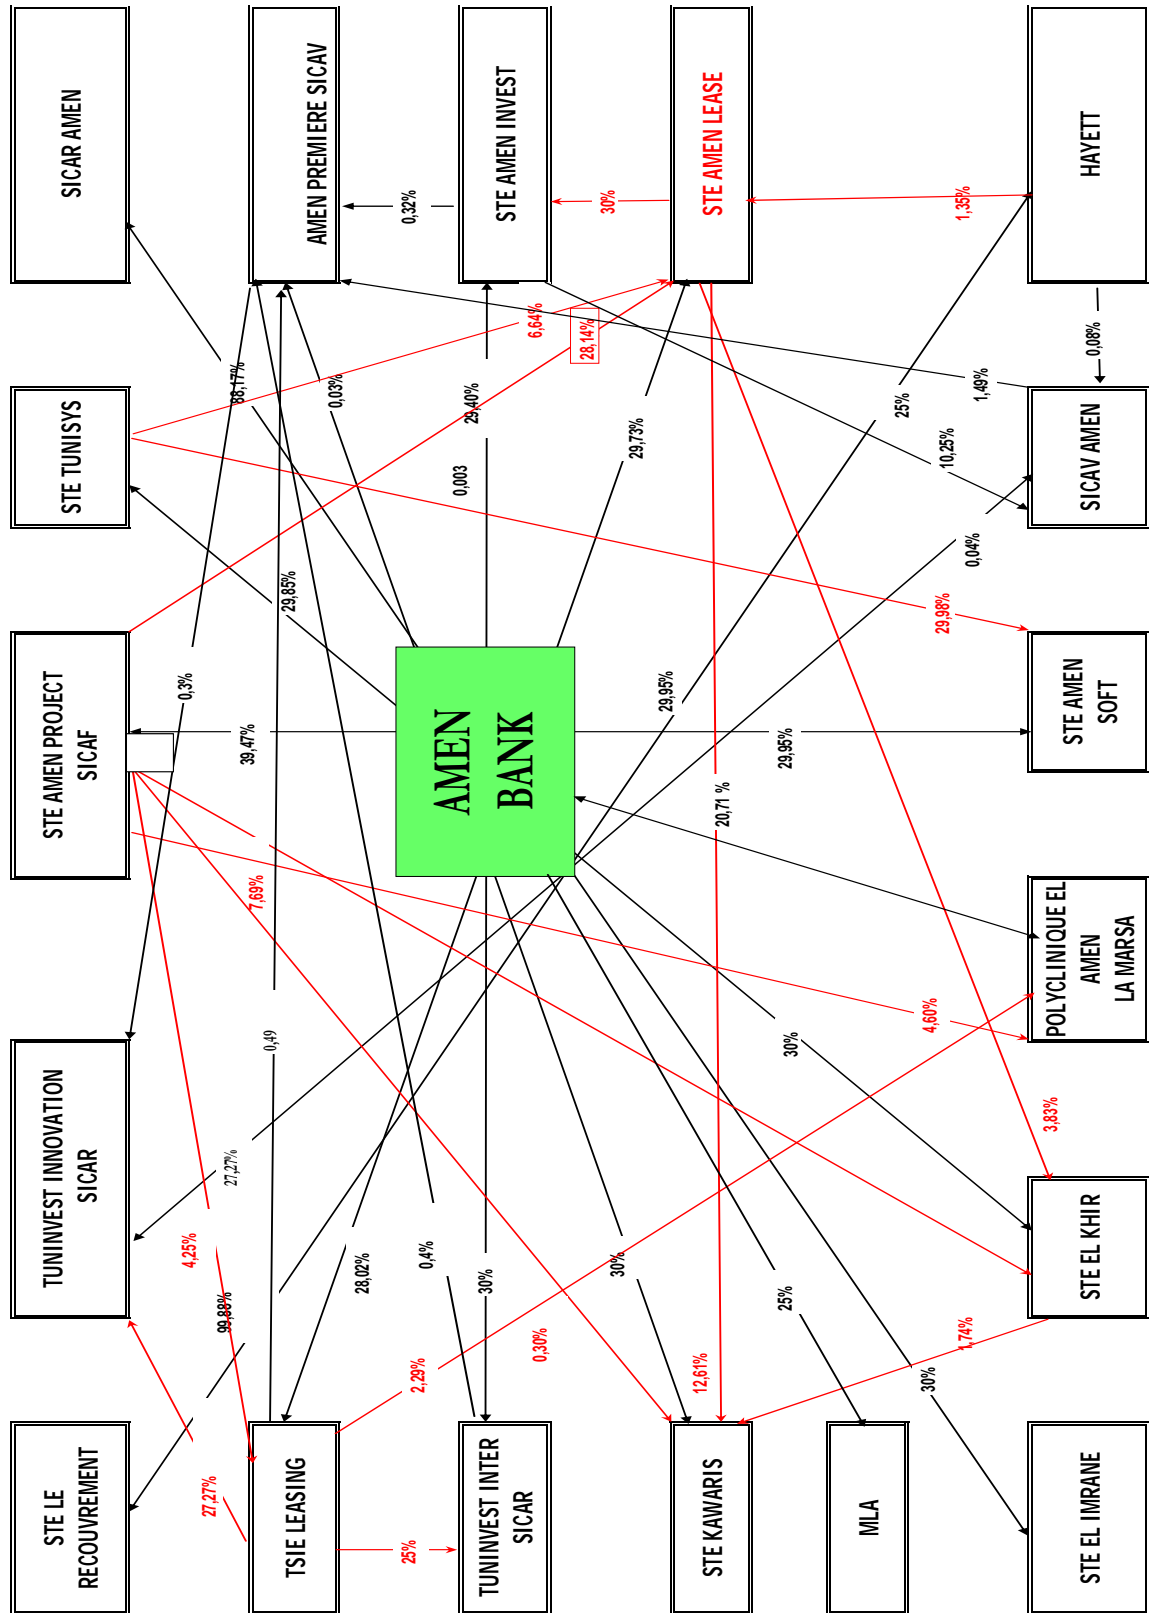 STE LE
RECOUVREMENT
TUNINVEST INNOVATION
SICAR
STE AMEN PROJECT
SICAF
STE TUNISYS
SICAR AMEN
27,27%
99,88%
4,25%
27,27%
0,3%
39,47%
7,69%
29,85%
88,17%
0,49
TSIE LEASING
AMEN PREMIERE SICAV
0,03%
28,02%
25%
2,29%
0,4%
0,32%
AMEN
BANK
TUNINVEST INTER
SICAR
30%
0,003
29,40%
STE AMEN INVEST
0,30%
6,64%
28,14%
30%
30%
29,73%
29,95%
STE KAWARIS
12,61%
20,71 %
STE AMEN LEASE
25%
30%
29,95%
MLA
25%
30%
4,60%
29,98%
10,25%
1,74%
0,04%
1,49%
1,35%
3,83%
0,08%
STE EL IMRANE
STE EL KHIR
POLYCLINIQUE EL
AMEN
LA MARSA
STE AMEN
SOFT
SICAV AMEN
HAYETT